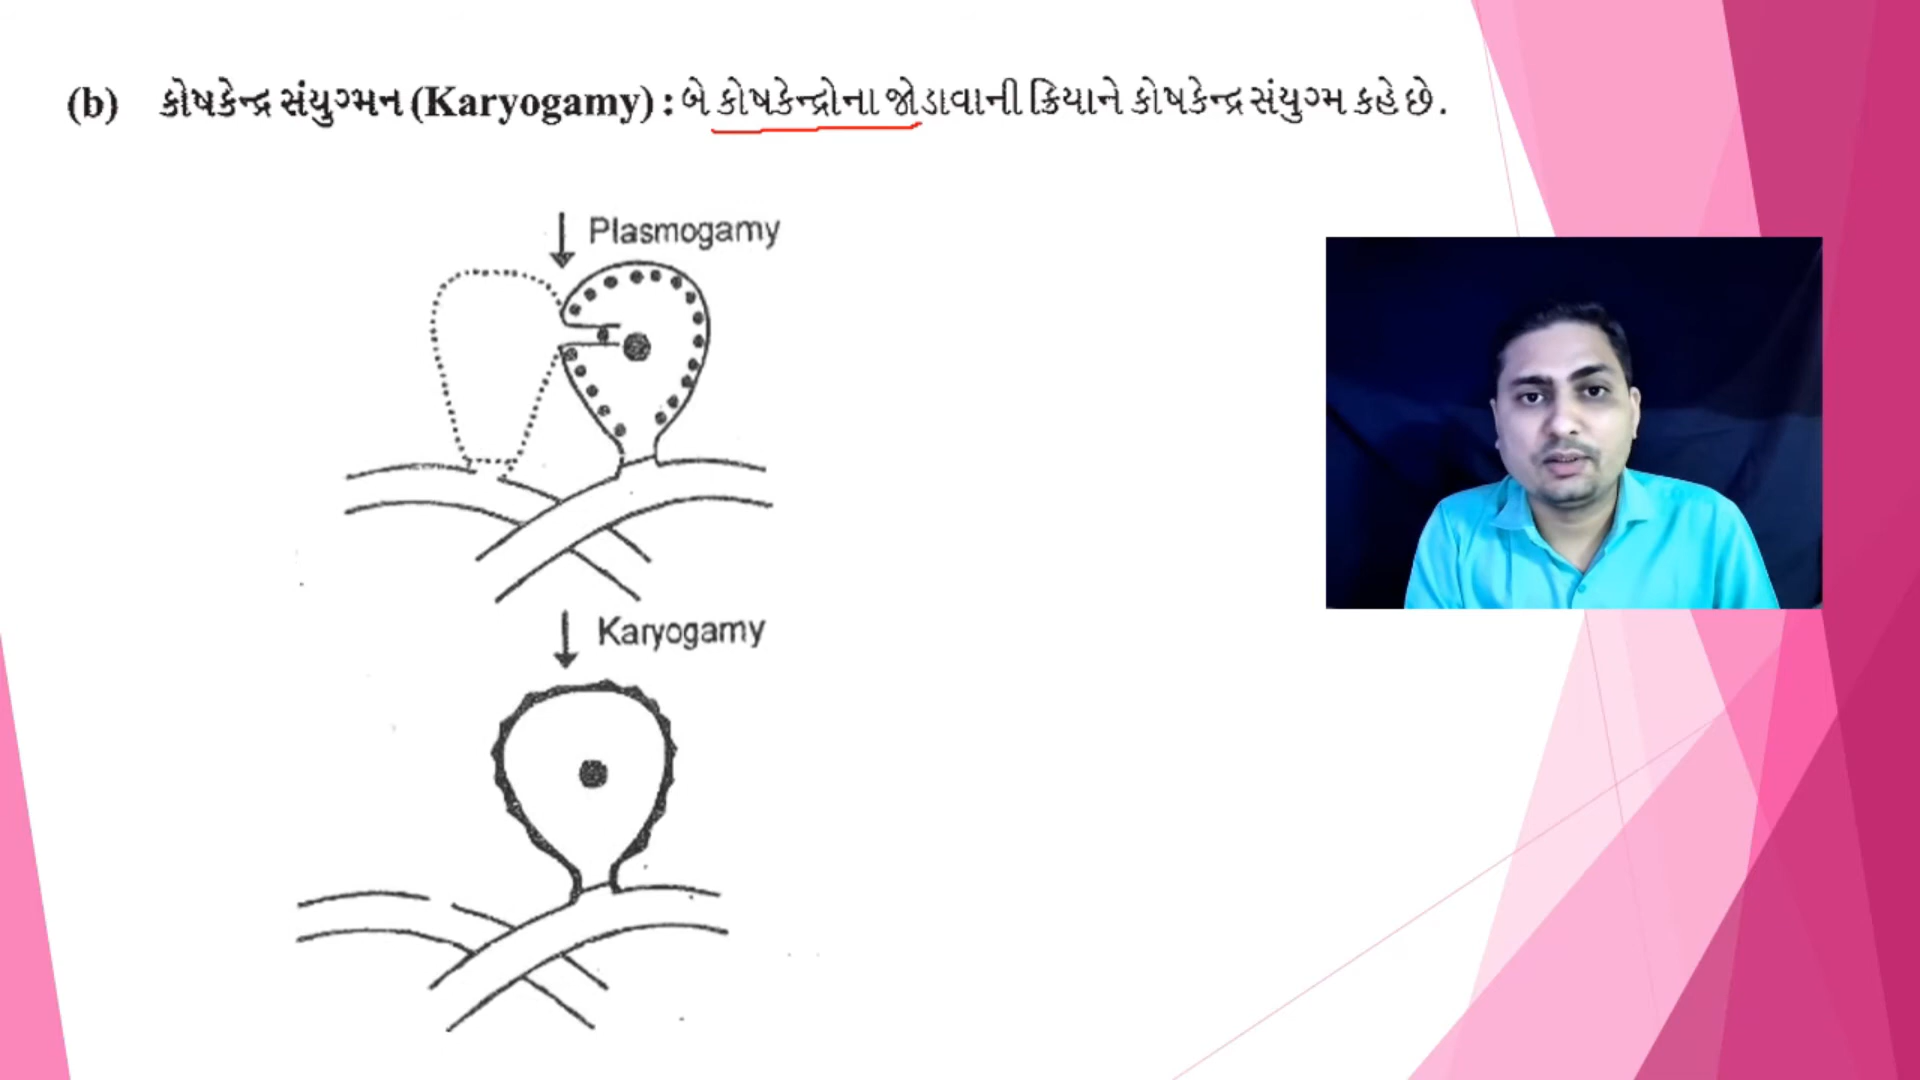 (b) કોષકેન્દ્ર સંયુગ્મન (Karyogamy) : બે કોષકેન્દ્રોના જોડાવાની ક્રિયાને કોષકેન્દ્ર સંયુગ્મ કહે છે.
Plasmogamy
Karyogamy